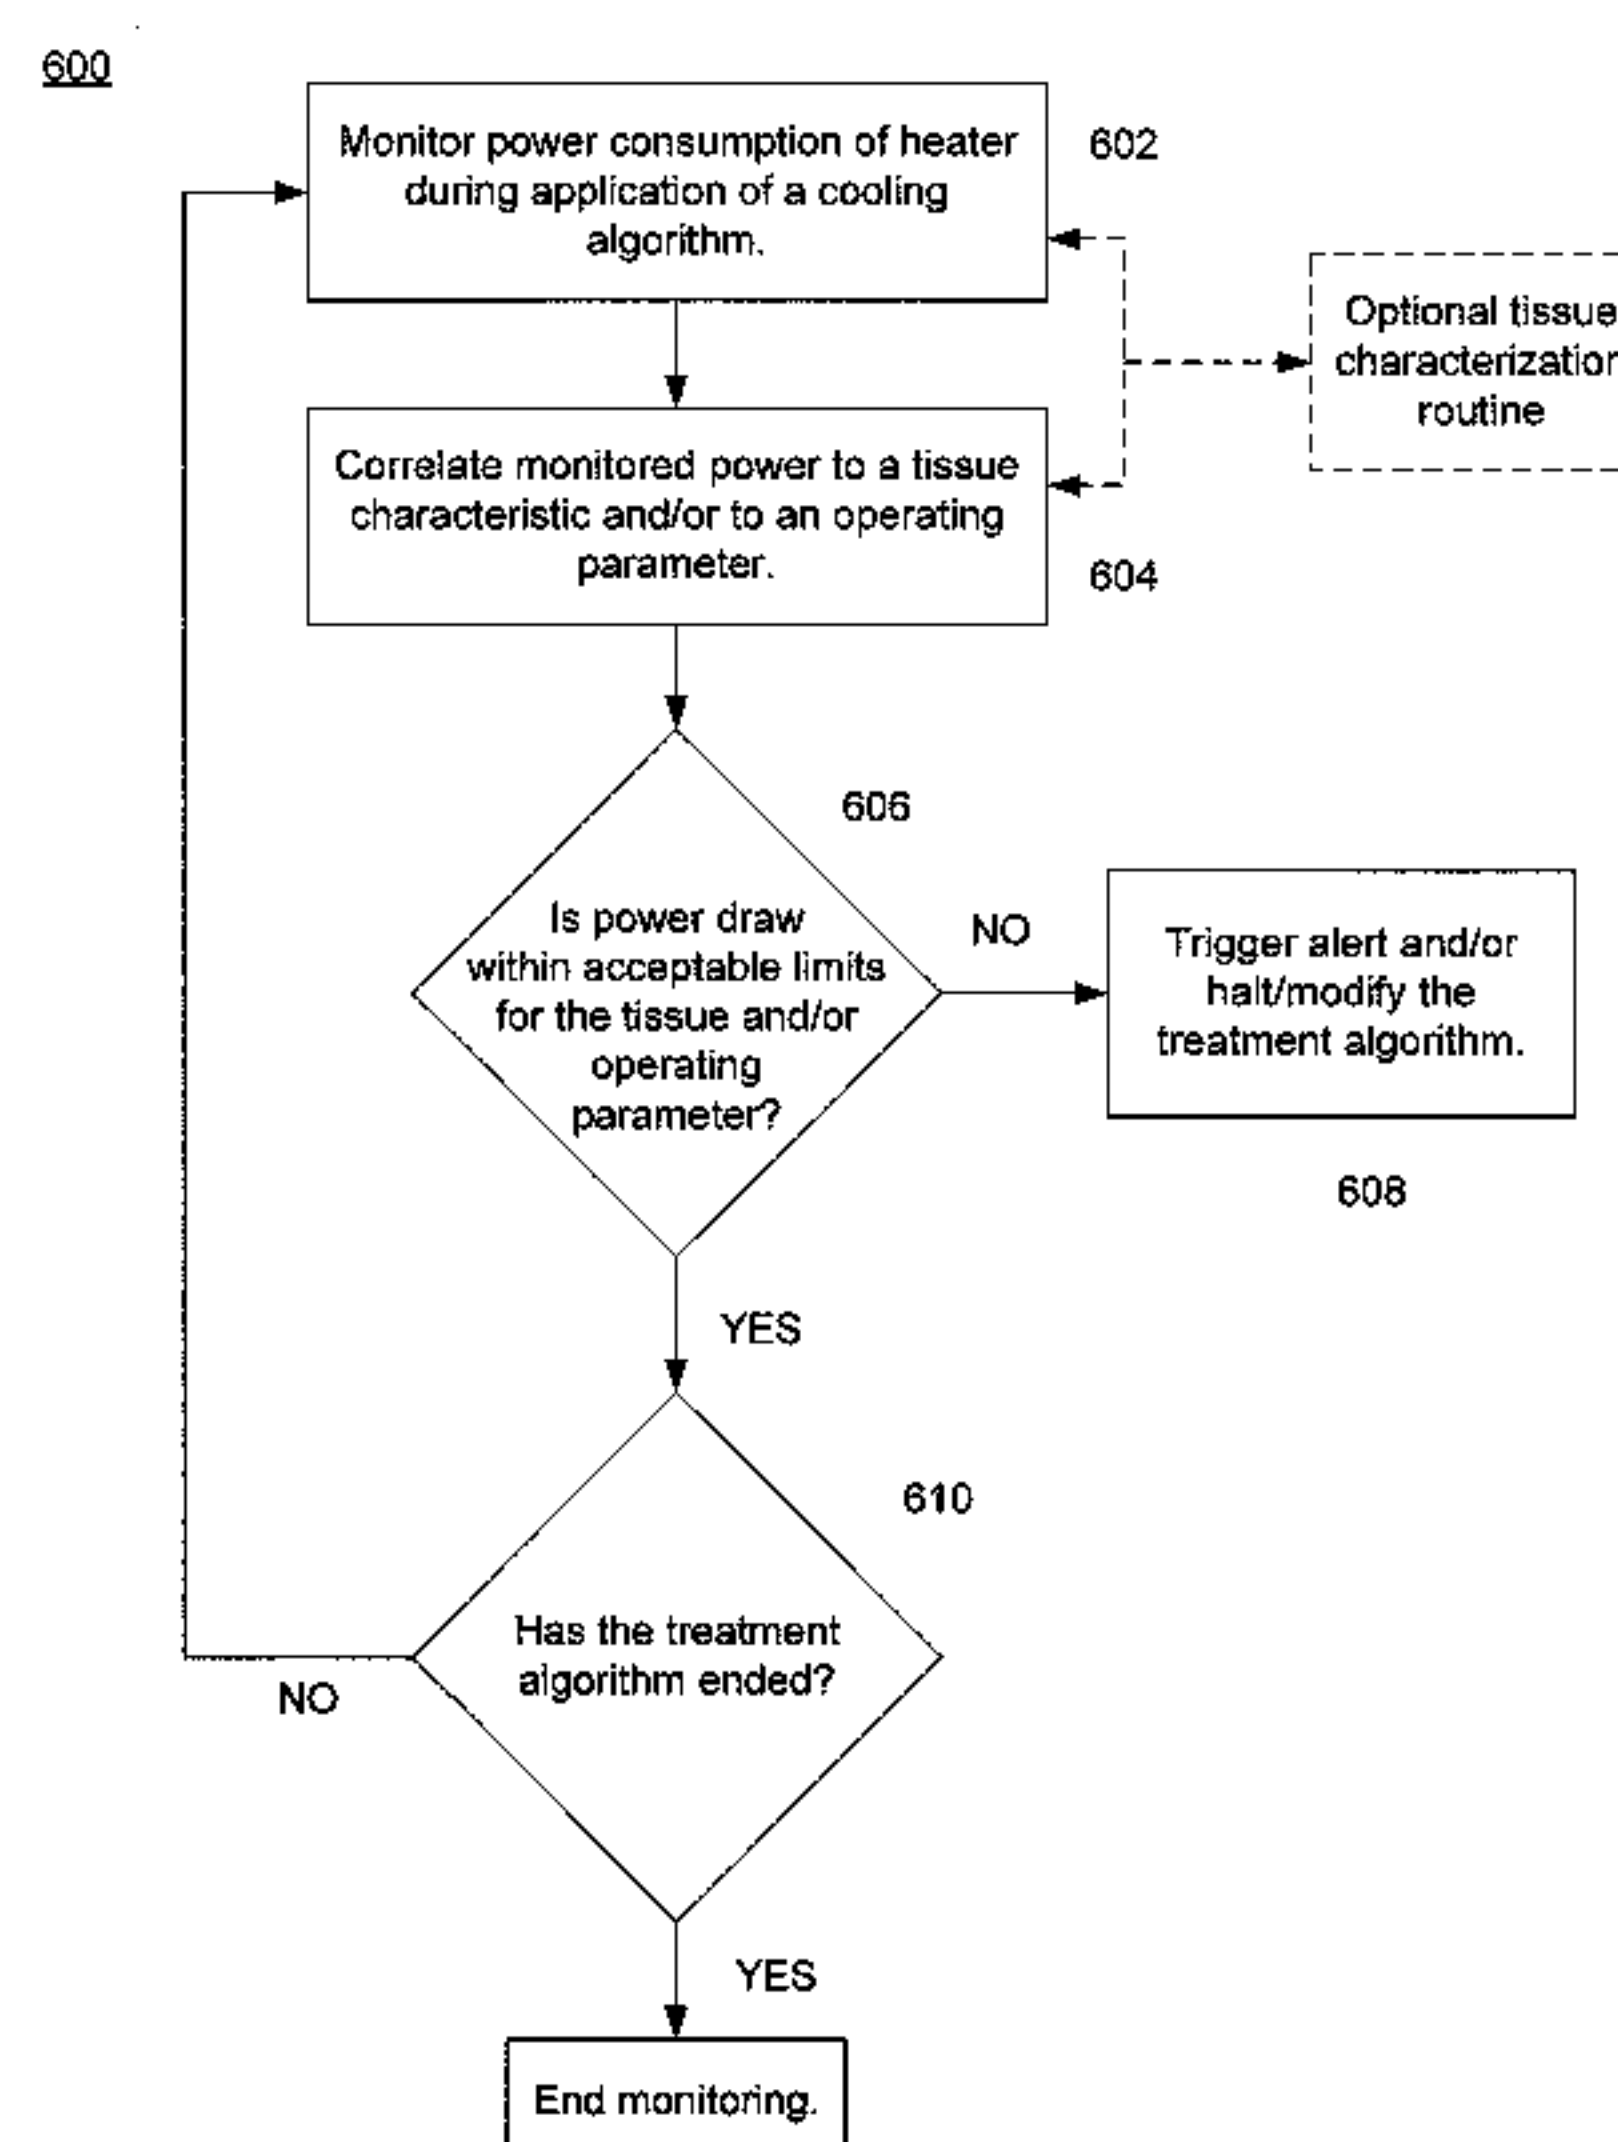 600
Monitor power consumption of heater
during application of a cooling
algorithm.
602
Optional tissue
characterization
routine
Correlate monitored power to a tissue
characteristic and/or to an operating
parameter.
604
606
Is power draw
within acceptable limits
for the tissue and/or
operating
parameter?
NO
Trigger alert and/or
halt/modify the
treatment algorithm.
608
YES
610
Has the treatment
algorithm ended?
NO
YES
End monitoring.